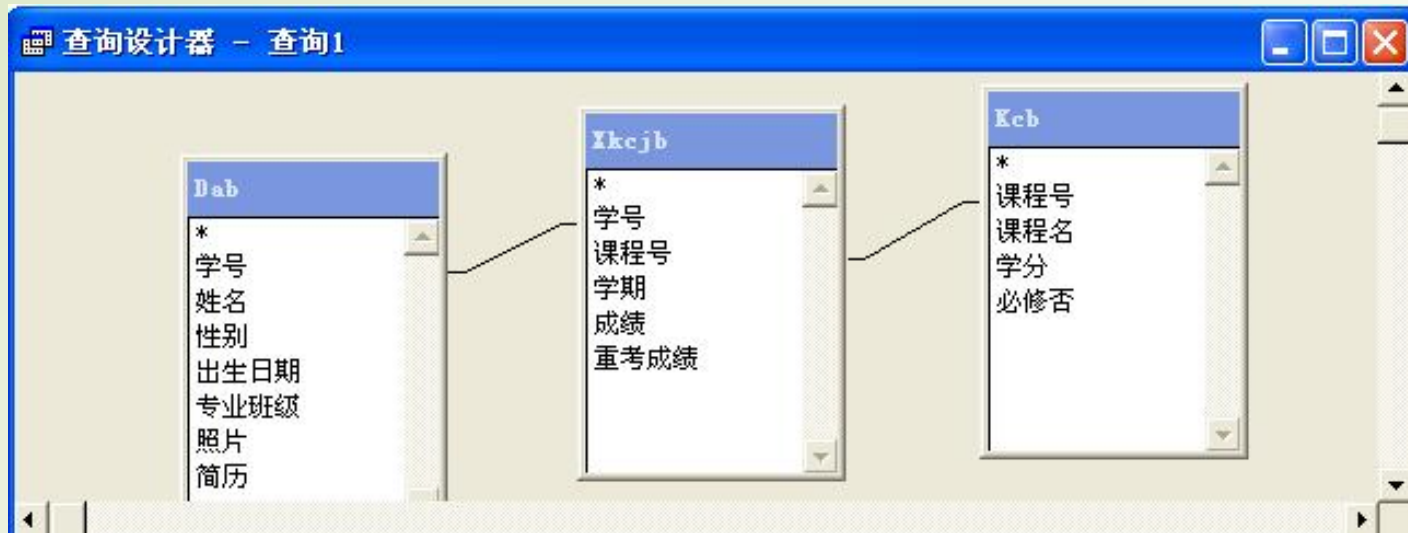 查询设计器 - 查询1
Dab
*
学号
姓名
性别
出生日期
专业班级
照片
简历
Xkcjb
*
学号
课程号
学期
成绩
重考成绩
Kcb
*
课程号
课程名
学分
必修否